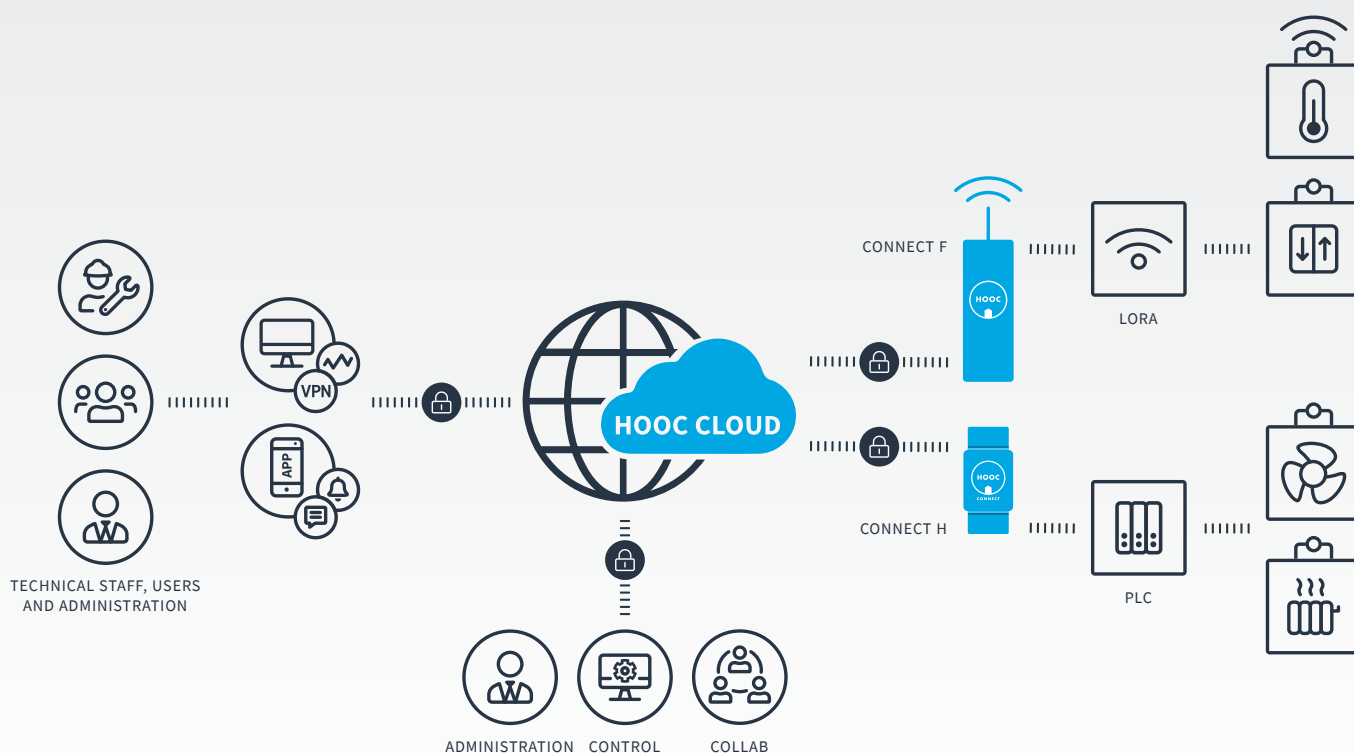 CONNECT F
HOOC
LORA
VPN
HOOC CLOUD
APP
HOOC
CONNECT
CONNECT H
PLC
TECHNICAL STAFF, USERS
AND ADMINISTRATION
ADMINISTRATION
CONTROL
COLLAB